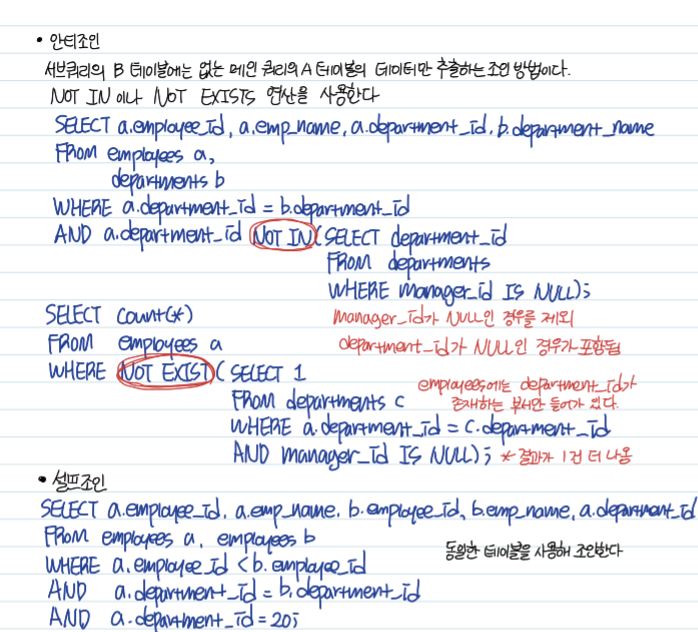 • 안티조인
서브쿼리의 B 테이블에는 없는 메인 쿼리의 A 테이블의 데이터만 추출하는 조인 방법이다.
NOT IN 이나 NOT EXISTS 연산을 사용한다
SELECT a.employee_id, a.emp_name, a.department_id, b.department_name
FROM employees a,
departments b
WHERE a.department_id = b.department_id
AND a.department_id NOT IN (SELECT department_id
FROM departments
WHERE manager_id IS NULL);
manager_id가 NULL인 경우를 제외
department_id가 NULL인 경우가 포함됨
SELECT count(*)
FROM employees a
WHERE NOT EXIST (SELECT 1
FROM departments c
WHERE a.department_id = c.department_id
AND manager_id IS NULL);
employees에는 department_id가
존재하는 부서만 들어가 있다.
* 결과가 1건 더 나옴
• 셀프조인
SELECT a.employee_id, a.emp_name, b.employee_id, b.emp_name, a.department_id
FROM employees a, employees b
WHERE a.employee_id < b.employee_id
AND a.department_id = b.department_id
AND a.department_id = 20;
동일한 테이블을 사용해 조인한다